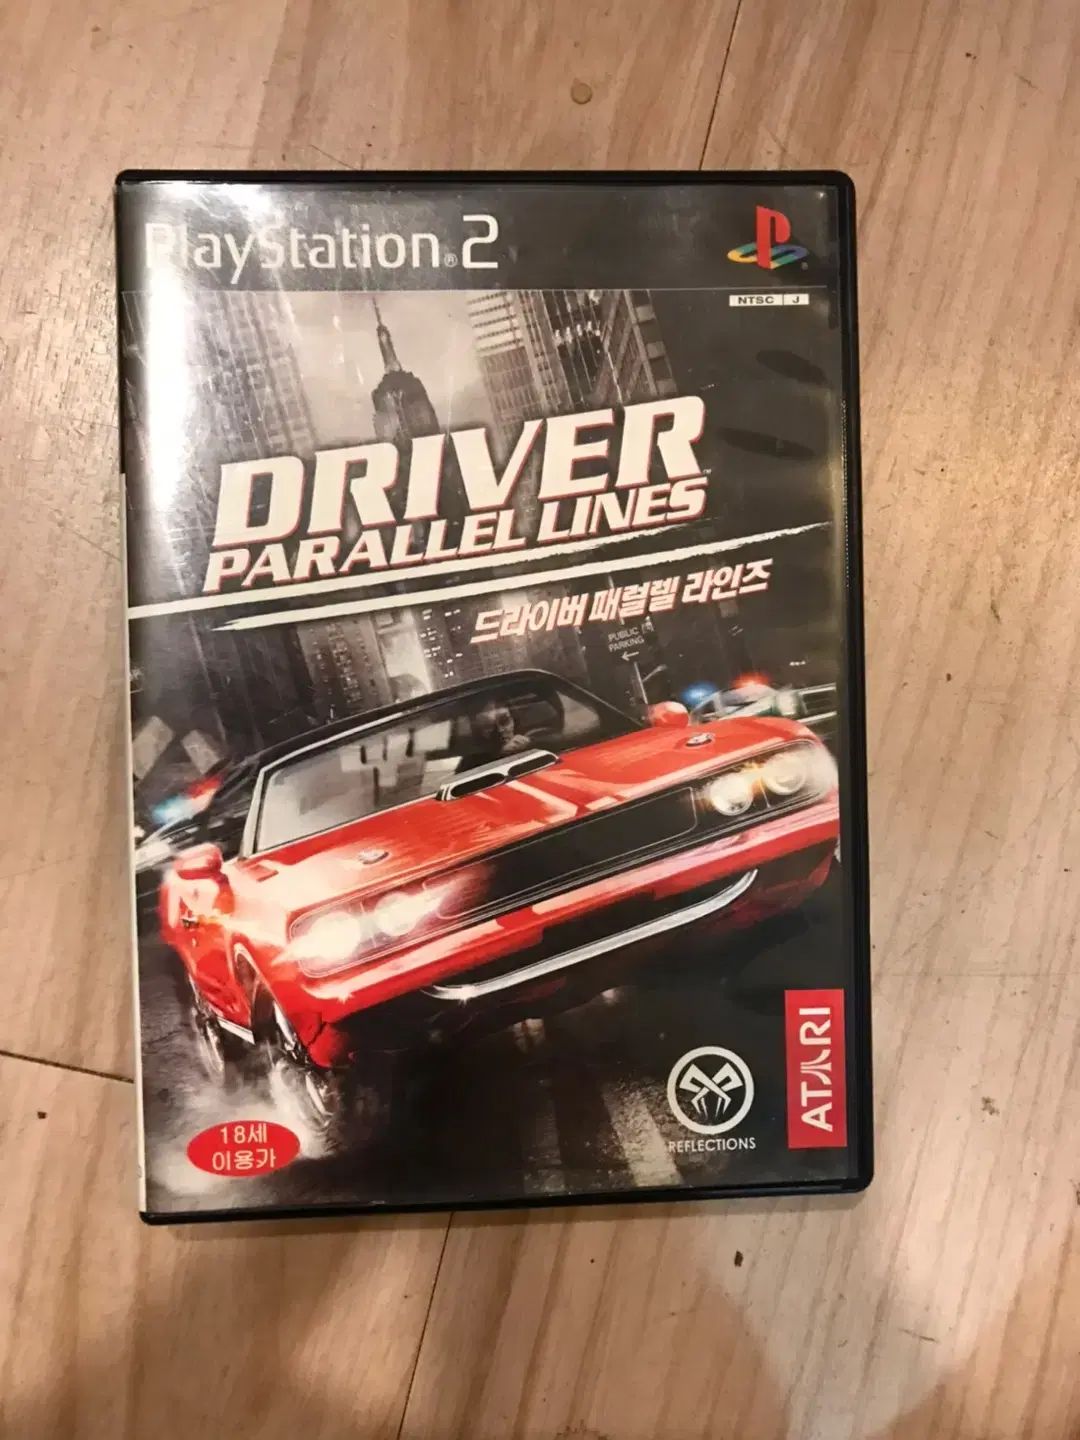 PlayStation®2
NTSC J
DRIVER
PARALLEL LINES™
드라이버 패럴렐 라인즈
PUBLIC
PARKING
←
18세
이용가
REFLECTIONS
ATARI